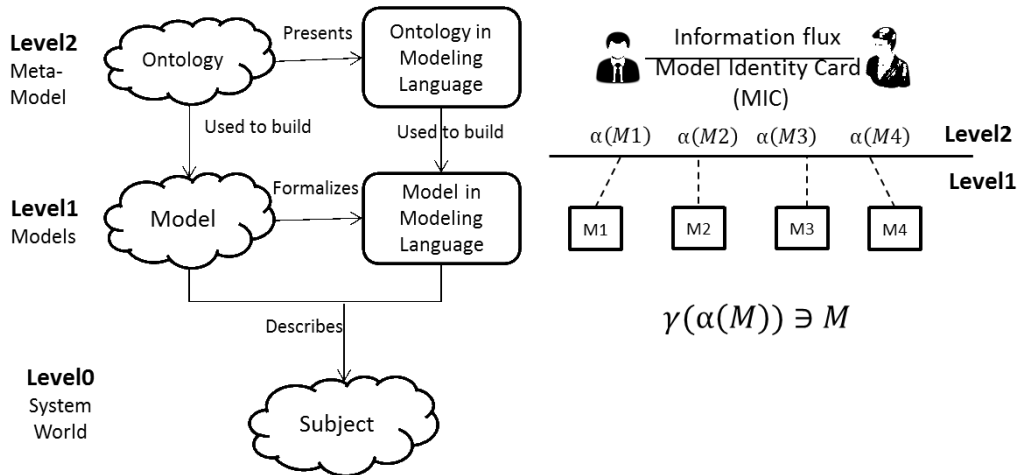 Level2
Meta-
Model
Ontology
Presents
Ontology in
Modeling
Language
Used to build
Used to build
Level1
Models
Model
Formalizes
Model in
Modeling
Language
Describes
Level0
System
World
Subject
Information flux
Model Identity Card
(MIC)
α(M1) α(M2) α(M3) α(M4) Level2
Level1
M1 M2 M3 M4
γ(α(M)) ∋ M